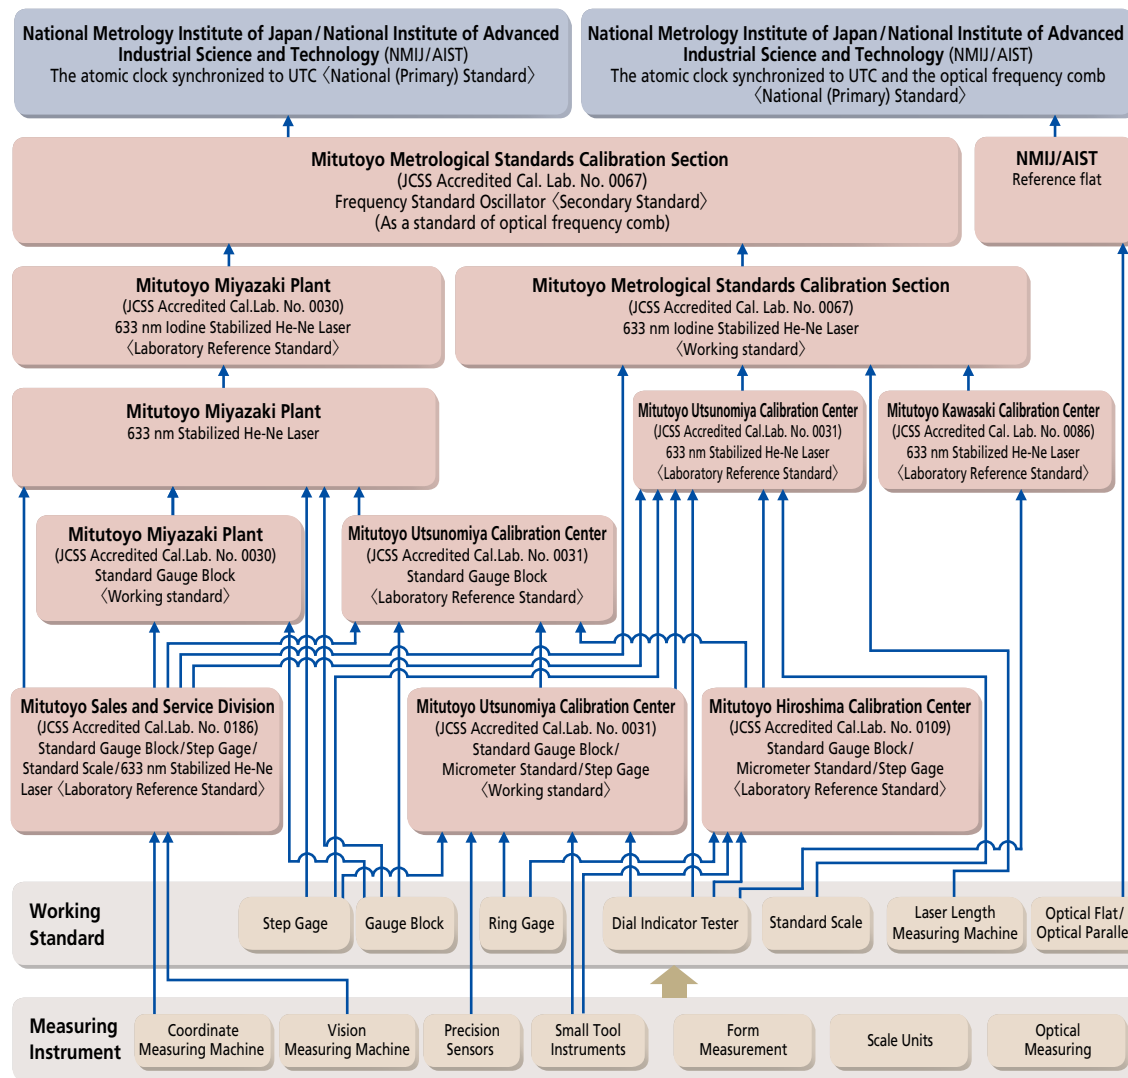 National Metrology Institute of Japan/National Institute of Advanced
Industrial Science and Technology (NMIJ/AIST)
The atomic clock synchronized to UTC 〈National (Primary) Standard〉
National Metrology Institute of Japan/National Institute of Advanced
Industrial Science and Technology (NMIJ/AIST)
The atomic clock synchronized to UTC and the optical frequency comb
〈National (Primary) Standard〉
Mitutoyo Metrological Standards Calibration Section
(JCSS Accredited Cal. Lab. No. 0067)
Frequency Standard Oscillator 〈Secondary Standard〉
(As a standard of optical frequency comb)
NMIJ/AIST
Reference flat
Mitutoyo Miyazaki Plant
(JCSS Accredited Cal.Lab. No. 0030)
633 nm Iodine Stabilized He-Ne Laser
〈Laboratory Reference Standard〉
Mitutoyo Metrological Standards Calibration Section
(JCSS Accredited Cal. Lab. No. 0067)
633 nm Iodine Stabilized He-Ne Laser
〈Working standard〉
Mitutoyo Miyazaki Plant
633 nm Stabilized He-Ne Laser
Mitutoyo Utsunomiya Calibration Center
(JCSS Accredited Cal.Lab. No. 0031)
633 nm Stabilized He-Ne Laser
〈Laboratory Reference Standard〉
Mitutoyo Kawasaki Calibration Center
(JCSS Accredited Cal. Lab. No. 0086)
633 nm Stabilized He-Ne Laser
〈Laboratory Reference Standard〉
Mitutoyo Miyazaki Plant
(JCSS Accredited Cal.Lab. No. 0030)
Standard Gauge Block
〈Working standard〉
Mitutoyo Utsunomiya Calibration Center
(JCSS Accredited Cal.Lab. No. 0031)
Standard Gauge Block
〈Laboratory Reference Standard〉
Mitutoyo Sales and Service Division
(JCSS Accredited Cal.Lab. No. 0186)
Standard Gauge Block/Step Gage/
Standard Scale/633 nm Stabilized He-Ne
Laser 〈Laboratory Reference Standard〉
Mitutoyo Utsunomiya Calibration Center
(JCSS Accredited Cal.Lab. No. 0031)
Standard Gauge Block/
Micrometer Standard/Step Gage
〈Working standard〉
Mitutoyo Hiroshima Calibration Center
(JCSS Accredited Cal.Lab. No. 0109)
Standard Gauge Block/
Micrometer Standard/Step Gage
〈Laboratory Reference Standard〉
Working
Standard
Step Gage
Gauge Block
Ring Gage
Dial Indicator Tester
Standard Scale
Laser Length
Measuring Machine
Optical Flat/
Optical Parallel
Measuring
Instrument
Coordinate
Measuring Machine
Vision
Measuring Machine
Precision
Sensors
Small Tool
Instruments
Form
Measurement
Scale Units
Optical
Measuring